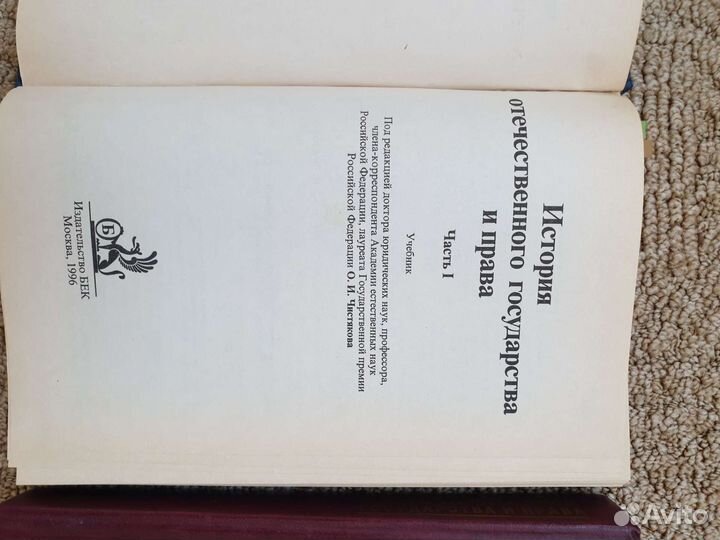 История
отечественного государства
и права
Часть I
Учебник
Под редакцией доктора юридических наук, профессора,
члена-корреспондента Академии естественных наук
Российской Федерации, лауреата Государственной премии
Российской Федерации О. И. Чистякова
Б
Издательство БЕК
Москва, 1996
И ПРАВА
Avito